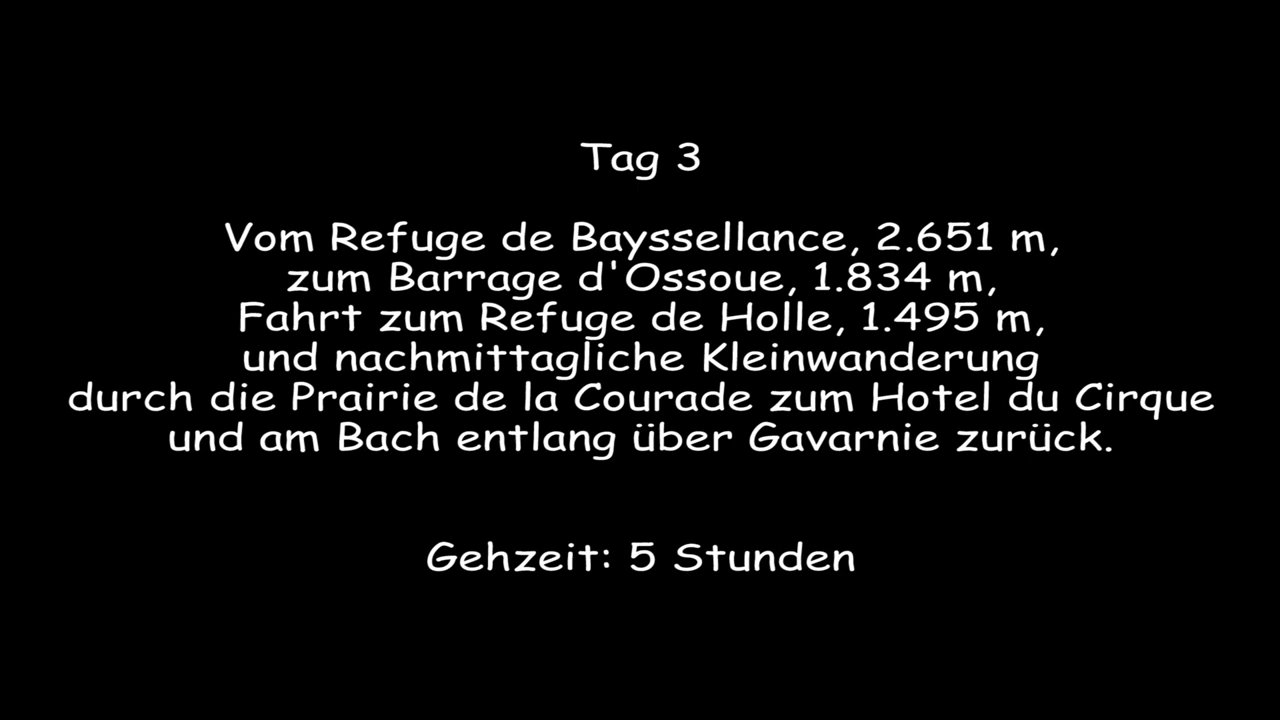 Tag 3
Vom Refuge de Bayssellance, 2.651 m,
zum Barrage d'Ossoue, 1.834 m,
Fahrt zum Refuge de Holle, 1.495 m,
und nachmittagliche Kleinwanderung
durch die Prairie de la Courade zum Hotel du Cirque
und am Bach entlang über Gavarnie zurück.
Gehzeit: 5 Stunden